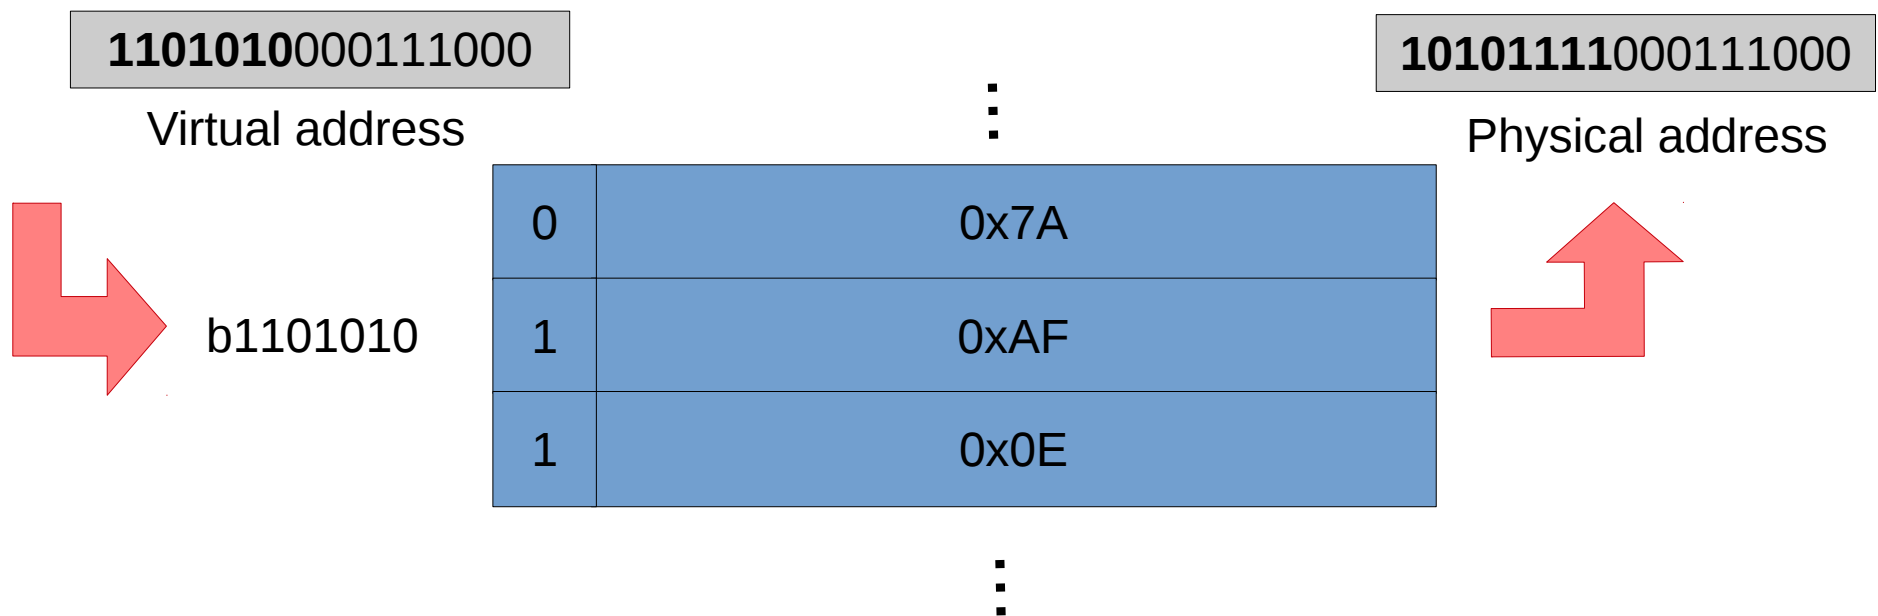 1101010000111000
Virtual address
10101111000111000
Physical address
0 0x7A
b1101010 1 0xAF
1 0x0E